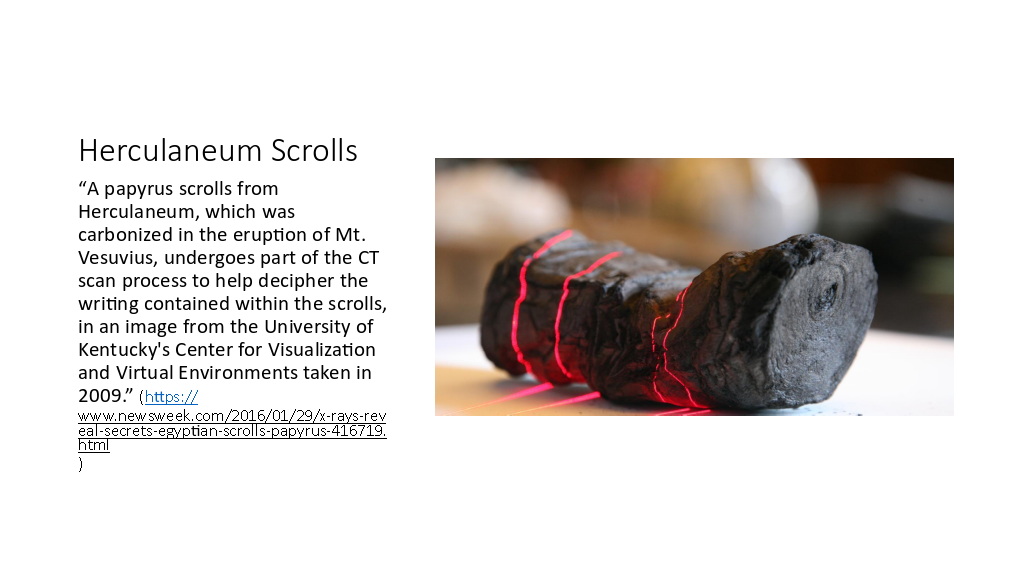 Herculaneum Scrolls
“A papyrus scrolls from
Herculaneum, which was
carbonized in the eruption of Mt.
Vesuvius, undergoes part of the CT
scan process to help decipher the
writing contained within the scrolls,
in an image from the University of
Kentucky's Center for Visualization
and Virtual Environments taken in
2009.” (https://
www.newsweek.com/2016/01/29/x-rays-rev
eal-secrets-egyptian-scrolls-papyrus-416719.
html
)